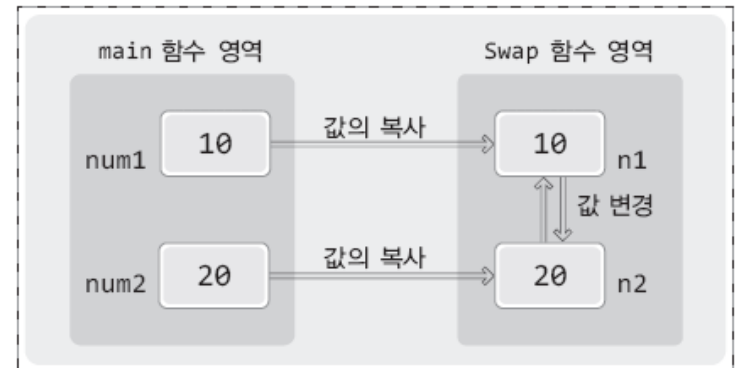 main 함수 영역
Swap 함수 영역
num1
10
값의 복사
10
n1
값 변경
num2
20
값의 복사
20
n2